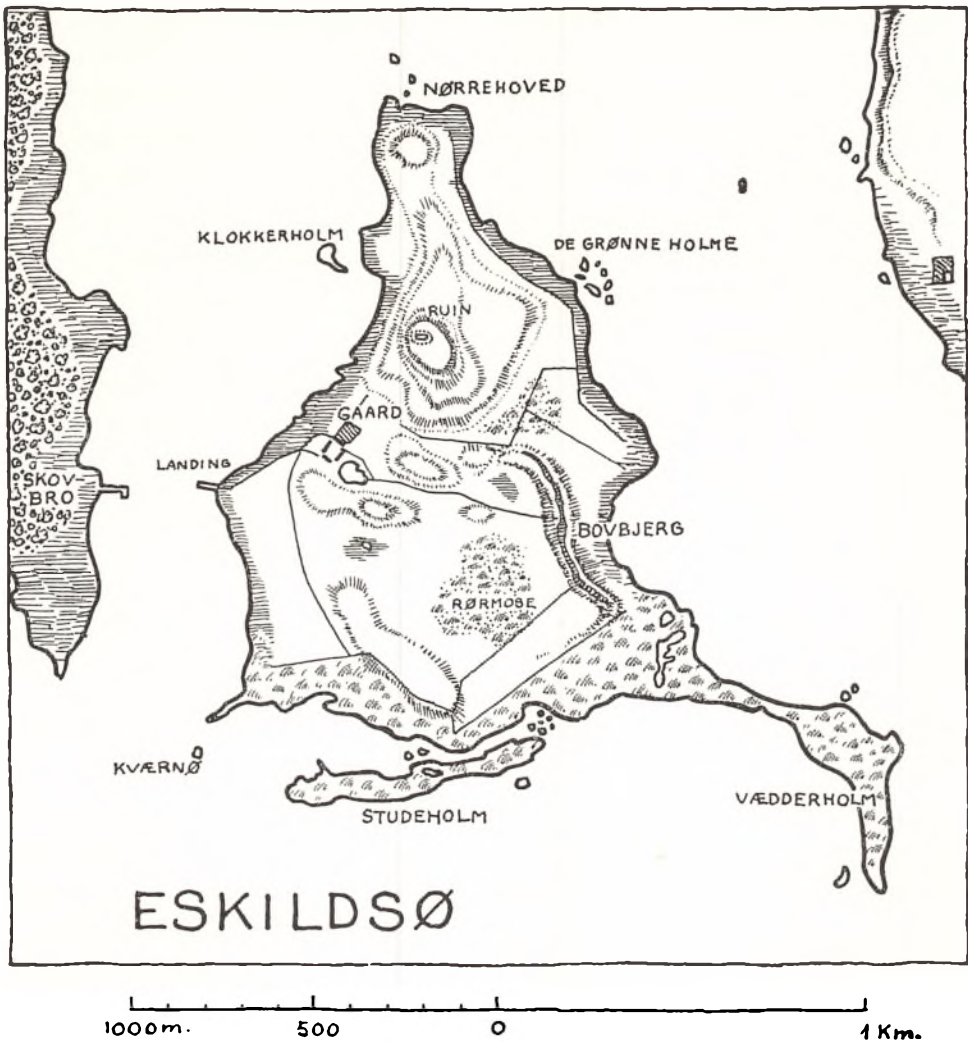 NØRREHOVED
KLOKKERHOLM
DE GRØNNE HOLME
RUIN
GAARD
LANDING
SKOV-
BRO
BOVBJERG
RØRMOSE
KVÆRNØ
STUDEHOLM
VÆDDERHOLM
ESKILDSØ
1000 m. 500 0 1 Km.